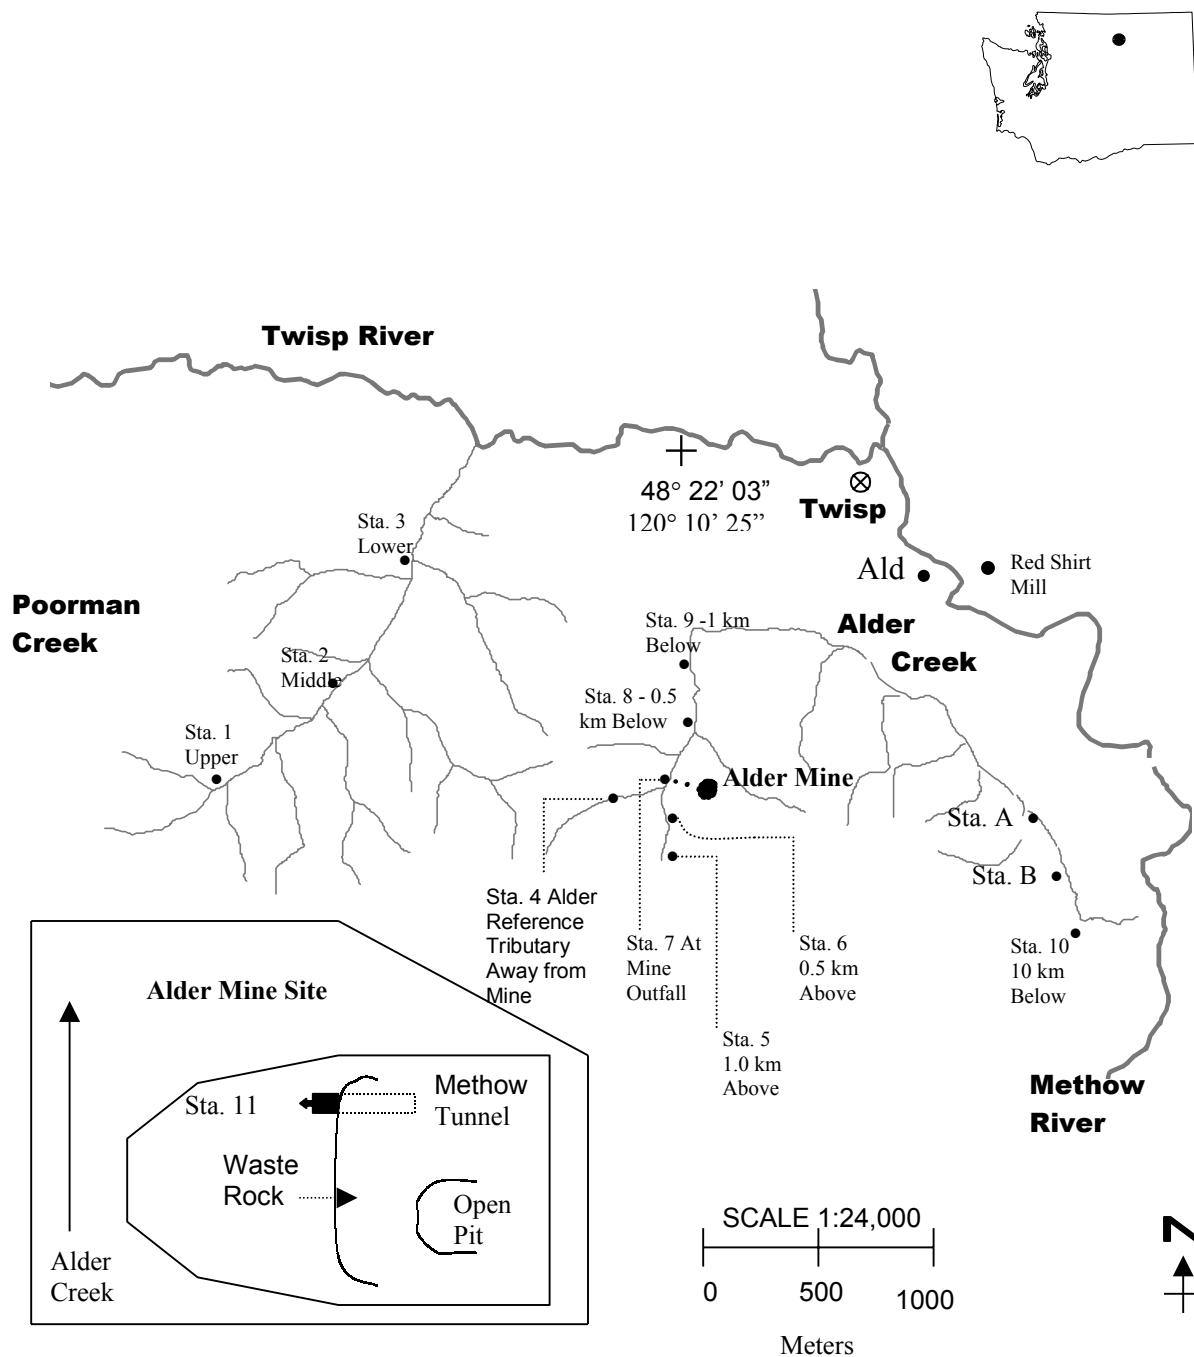 Twisp River
48° 22’ 03”
120° 10’ 25”
Twisp
Sta. 3
Lower
Ald
Red Shirt
Mill
Poorman
Creek
Sta. 9 -1 km
Below
Alder
Creek
Sta. 2
Middle
Sta. 8 - 0.5
km Below
Sta. 1
Upper
Alder Mine
Sta. A
Sta. B
Sta. 4 Alder
Reference
Tributary
Away from
Mine
Sta. 7 At
Mine
Outfall
Sta. 6
0.5 km
Above
Sta. 10
10 km
Below
Sta. 5
1.0 km
Above
Methow
River
Alder Mine Site
Sta. 11
Methow
Tunnel
Waste
Rock
Open
Pit
Alder
Creek
SCALE 1:24,000
0 500 1000
Meters
N